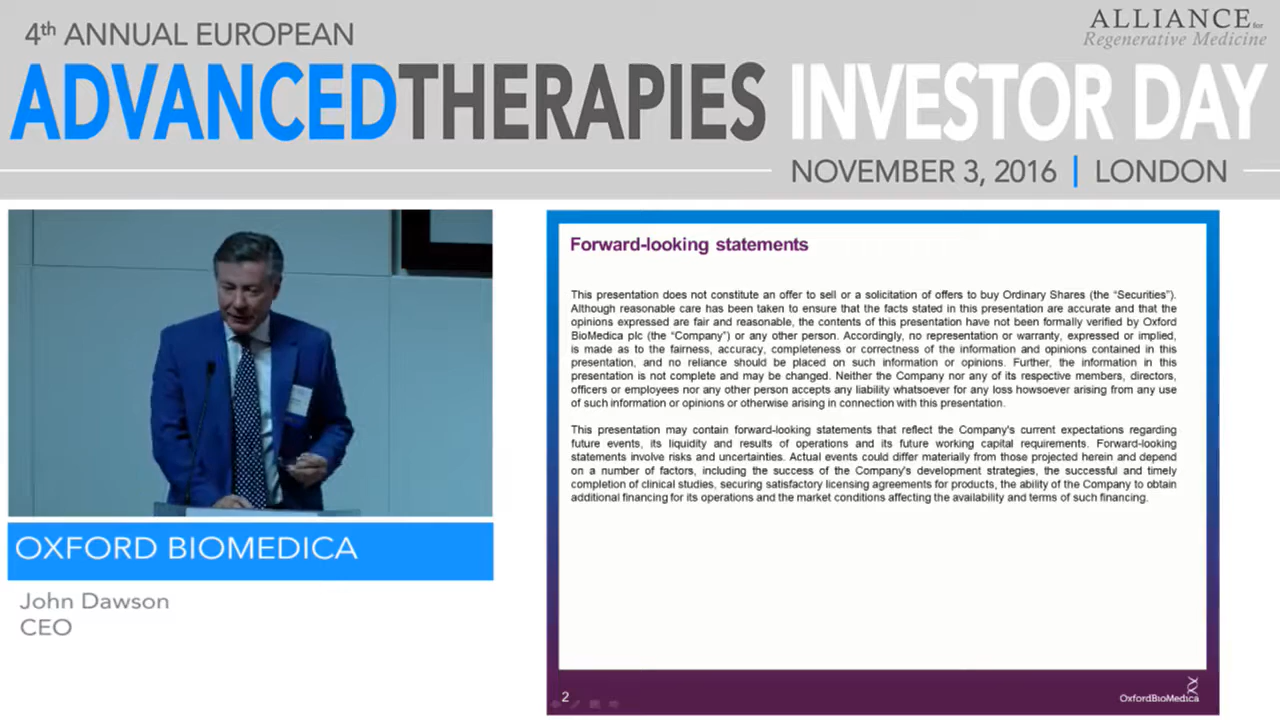 4th ANNUAL EUROPEAN
ALLIANCE for
Regenerative Medicine
ADVANCEDTHERAPIES INVESTOR DAY
NOVEMBER 3, 2016 | LONDON
Forward-looking statements
This presentation does not constitute an offer to sell or a solicitation of offers to buy Ordinary Shares (the “Securities”).
Although reasonable care has been taken to ensure that the facts stated in this presentation are accurate and that the
opinions expressed are fair and reasonable, the contents of this presentation have not been formally verified by Oxford
BioMedica plc (the “Company”) or any other person. Accordingly, no representation or warranty, expressed or implied,
is made as to the fairness, accuracy, completeness or correctness of the information and opinions contained in this
presentation, and no reliance should be placed on such information or opinions. Further, the information in this
presentation is not complete and may be changed. Neither the Company nor any of its respective members, directors,
officers or employees nor any other person accepts any liability whatsoever for any loss howsoever arising from any use
of such information or opinions or otherwise arising in connection with this presentation.
This presentation may contain forward-looking statements that reflect the Company's current expectations regarding
future events, its liquidity and results of operations and its future working capital requirements. Forward-looking
statements involve risks and uncertainties. Actual events could differ materially from those projected herein and depend
on a number of factors, including the success of the Company's development strategies, the successful and timely
completion of clinical studies, securing satisfactory licensing agreements for products, the ability of the Company to obtain
additional financing for its operations and the market conditions affecting the availability and terms of such financing.
2
OxfordBioMedica
OXFORD BIOMEDICA
John Dawson
CEO